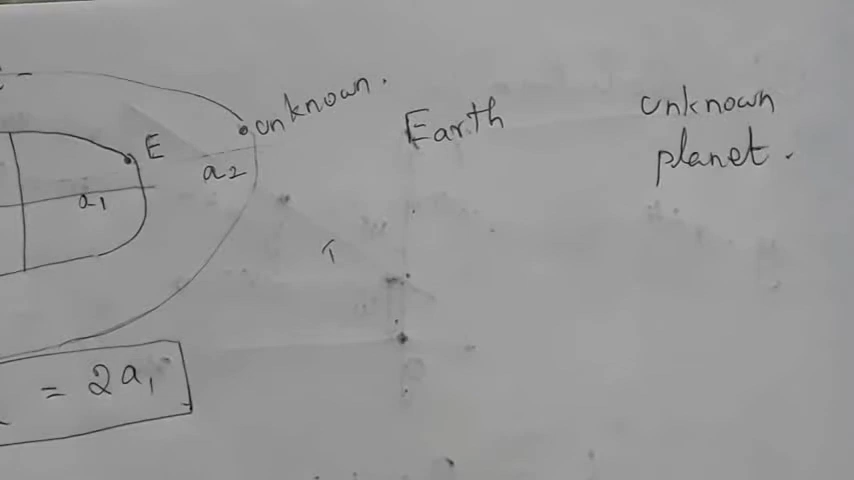 unknown.
E
a2
a1
T
= 2a1
Earth
unknown
planet.